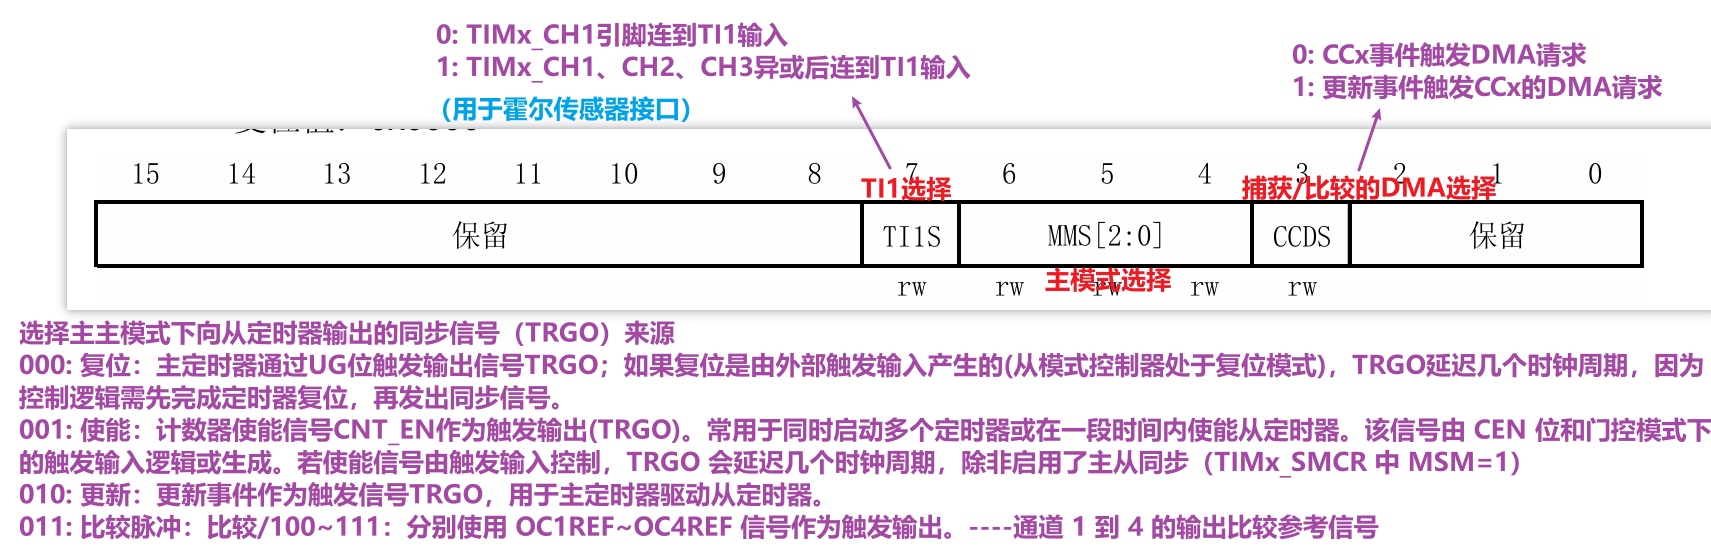 0: TIMx_CH1引脚连到TI1输入
1: TIMx_CH1、CH2、CH3异或后连到TI1输入
（用于霍尔传感器接口）
0: CCx事件触发DMA请求
1: 更新事件触发CCx的DMA请求
15 14 13 12 11 10 9 8 7 6 5 4 3 2 1 0
TI1选择 捕获/比较的DMA选择
保留 TI1S MMS[2:0] CCDS 保留
主模式选择
rw rw rw rw rw
选择主主模式下向从定时器输出的同步信号（TRGO）来源
000: 复位：主定时器通过UG位触发输出信号TRGO；如果复位是由外部触发输入产生的(从模式控制器处于复位模式)，TRGO延迟几个时钟周期，因为
控制逻辑需先完成定时器复位，再发出同步信号。
001: 使能：计数器使能信号CNT_EN作为触发输出(TRGO)。常用于同时启动多个定时器或在一段时间内使能从定时器。该信号由 CEN 位和门控模式下
的触发输入逻辑或生成。若使能信号由触发输入控制，TRGO 会延迟几个时钟周期，除非启用了主从同步（TIMx_SMCR 中 MSM=1）
010: 更新：更新事件作为触发信号TRGO，用于主定时器驱动从定时器。
011: 比较脉冲：比较/100~111：分别使用 OC1REF~OC4REF 信号作为触发输出。----通道 1 到 4 的输出比较参考信号